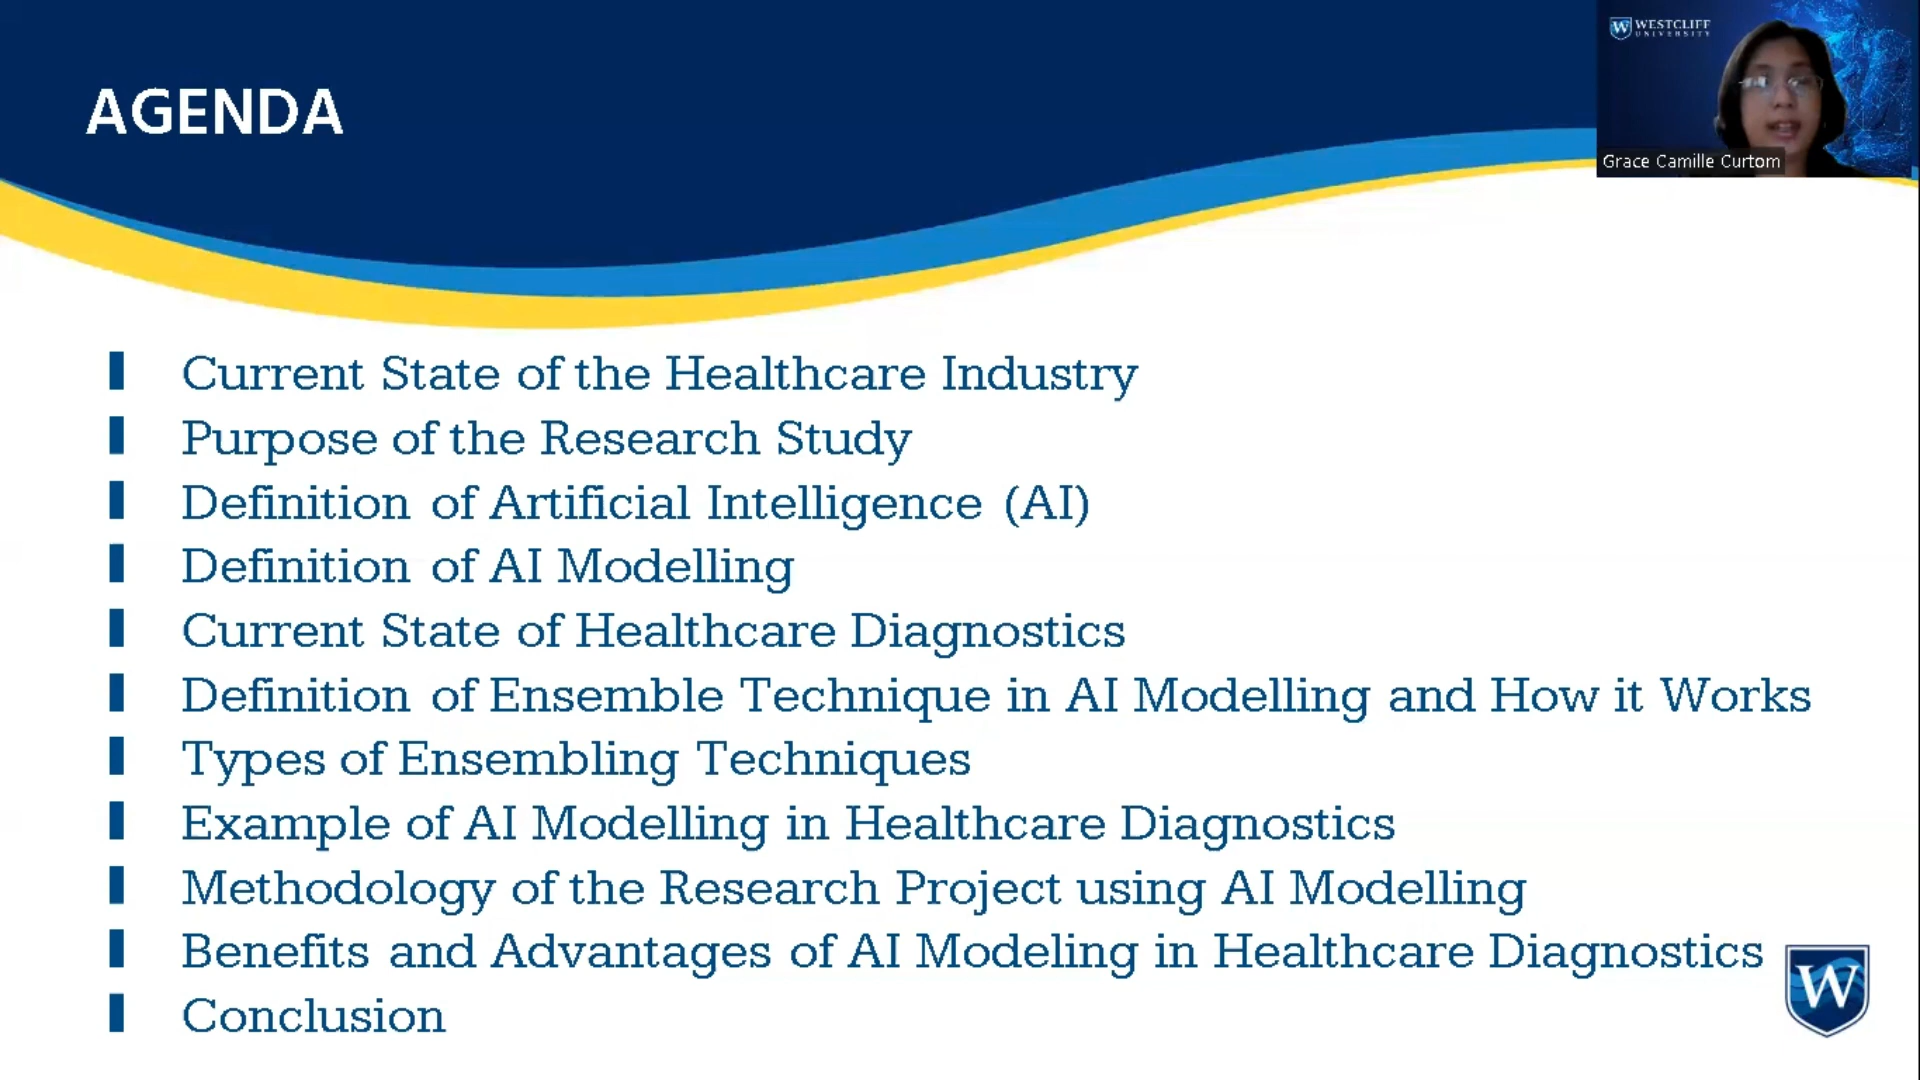 AGENDA
WESTCLIFF
UNIVERSITY
Grace Camille Curtom
Current State of the Healthcare Industry
Purpose of the Research Study
Definition of Artificial Intelligence (AI)
Definition of AI Modelling
Current State of Healthcare Diagnostics
Definition of Ensemble Technique in AI Modelling and How it Works
Types of Ensembling Techniques
Example of AI Modelling in Healthcare Diagnostics
Methodology of the Research Project using AI Modelling
Benefits and Advantages of AI Modeling in Healthcare Diagnostics
W
Conclusion